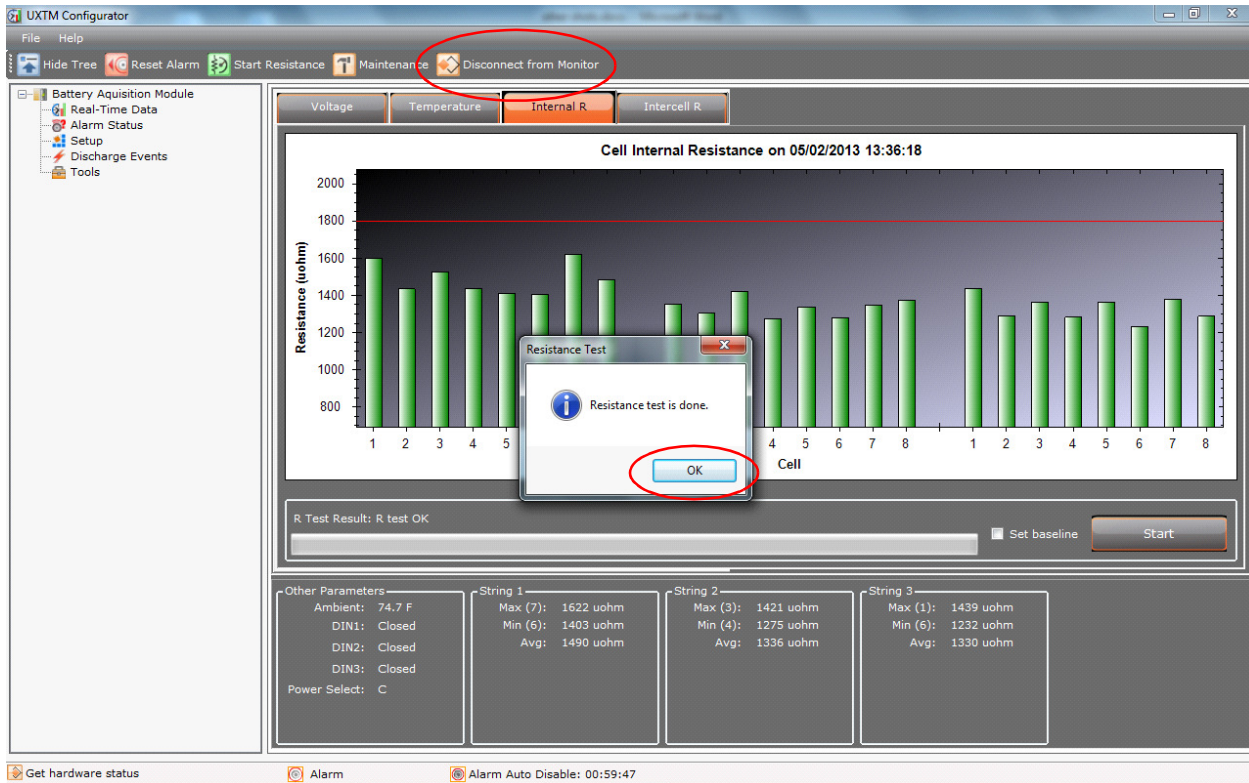 UXTM Configurator
File Help
Hide Tree Reset Alarm Start Resistance Maintenance Disconnect from Monitor
Battery Aquisition Module
Real-Time Data
Alarm Status
Setup
Discharge Events
Tools
Voltage Temperature Internal R Intercell R
Cell Internal Resistance on 05/02/2013 13:36:18
Resistance (uohm)
2000
1800
1600
1400
1200
1000
800
1 2 3 4 5 4 5 6 7 8 1 2 3 4 5 6 7 8
Cell
Resistance Test
Resistance test is done.
OK
R Test Result: R test OK
Set baseline
Start
Other Parameters
Ambient: 74.7 F
DIN1: Closed
DIN2: Closed
DIN3: Closed
Power Select: C
String 1
Max (7): 1622 uohm
Min (6): 1403 uohm
Avg: 1490 uohm
String 2
Max (3): 1421 uohm
Min (4): 1275 uohm
Avg: 1336 uohm
String 3
Max (1): 1439 uohm
Min (6): 1232 uohm
Avg: 1330 uohm
Get hardware status Alarm Alarm Auto Disable: 00:59:47